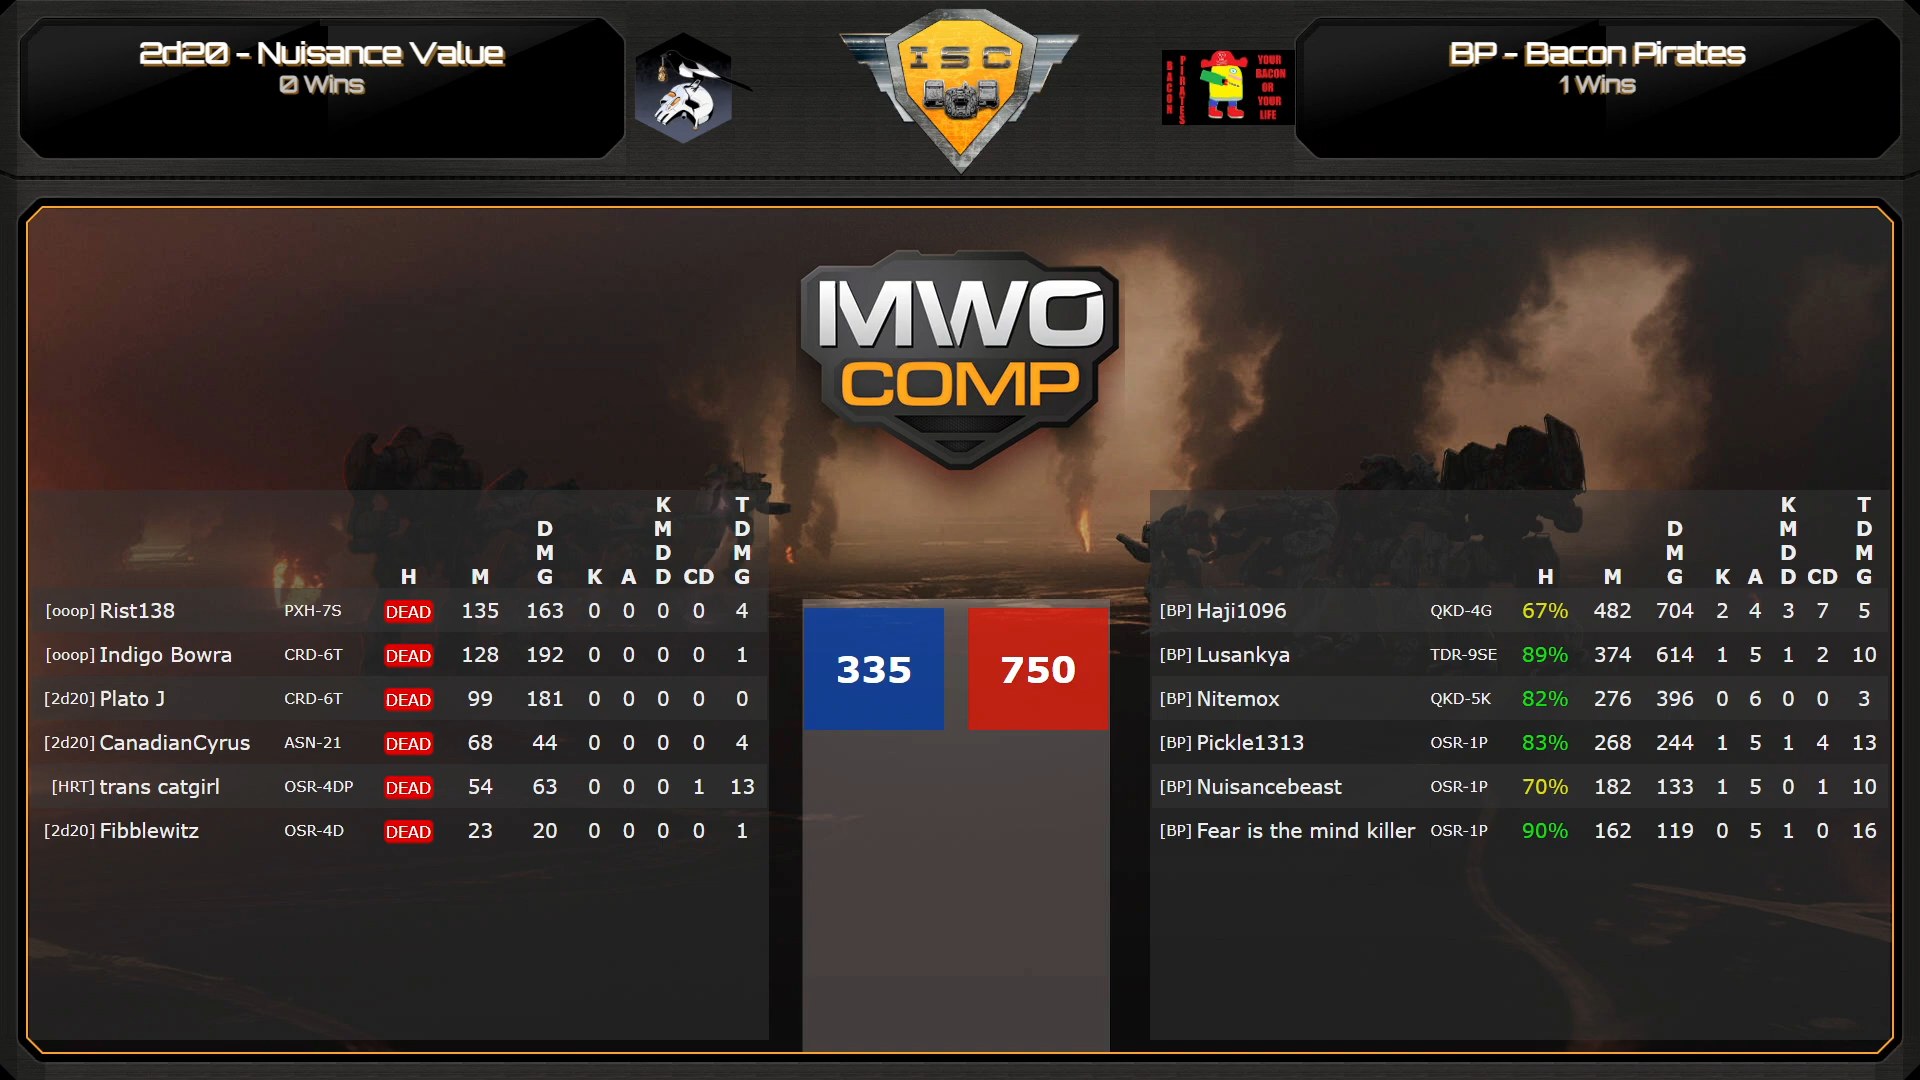 2d20 - Nuisance Value
0 Wins
ISC
BACON PIRATES
YOUR
BACON
OR
YOUR
LIFE
BP - Bacon Pirates
1 Wins
MWO
COMP
H M DMG K A KMDD CD TDMG
[ooop] Rist138 PXH-7S DEAD 135 163 0 0 0 0 4
[ooop] Indigo Bowra CRD-6T DEAD 128 192 0 0 0 0 1
[2d20] Plato J CRD-6T DEAD 99 181 0 0 0 0 0
[2d20] CanadianCyrus ASN-21 DEAD 68 44 0 0 0 0 4
[HRT] trans catgirl OSR-4DP DEAD 54 63 0 0 0 1 13
[2d20] Fibblewitz OSR-4D DEAD 23 20 0 0 0 0 1
335 750
H M DMG K A KMDD CD TDMG
[BP] Haji1096 QKD-4G 67% 482 704 2 4 3 7 5
[BP] Lusankya TDR-9SE 89% 374 614 1 5 1 2 10
[BP] Nitemox QKD-5K 82% 276 396 0 6 0 0 3
[BP] Pickle1313 OSR-1P 83% 268 244 1 5 1 4 13
[BP] Nuisancebeast OSR-1P 70% 182 133 1 5 0 1 10
[BP] Fear is the mind killer OSR-1P 90% 162 119 0 5 1 0 16